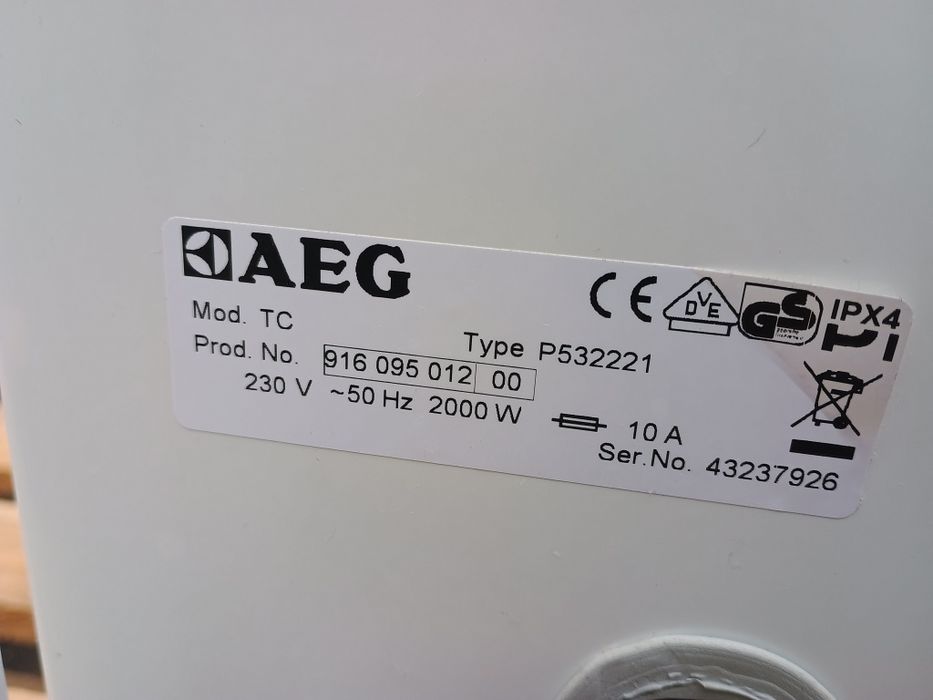 AEG
CE
DVE
GS
IPX4
Mod. TC
Type P532221
Prod. No. 916 095 012 00
230 V ~50 Hz 2000 W 10 A
Ser.No. 43237926